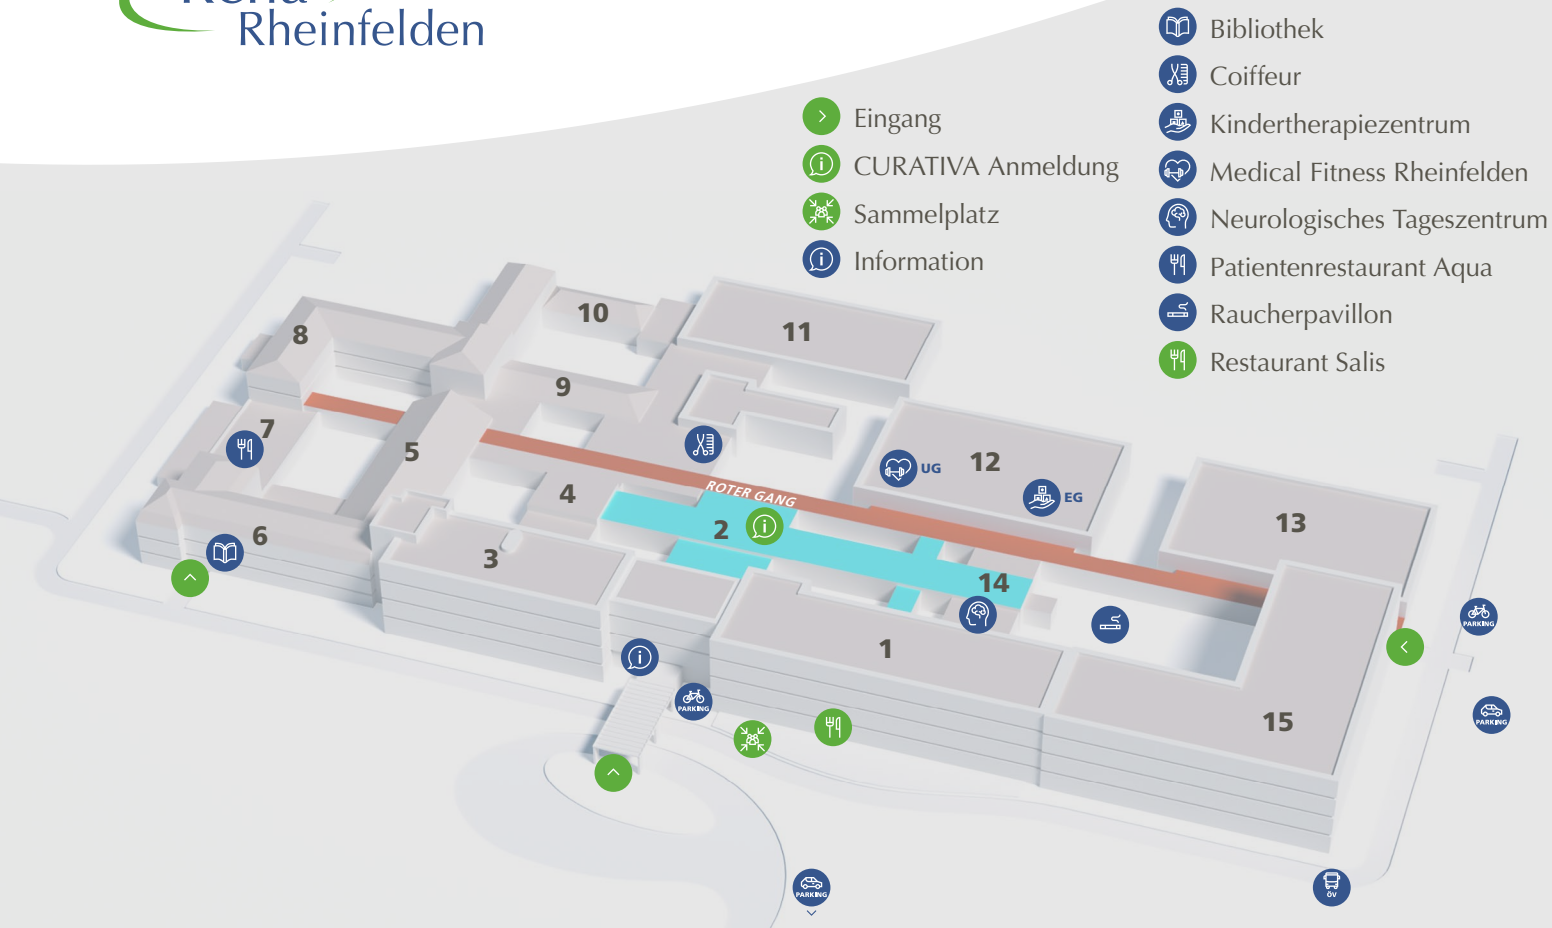 Rheinfelden
Eingang
CURATIVA Anmeldung
Sammelplatz
Information
Bibliothek
Coiffeur
Kindertherapiezentrum
Medical Fitness Rheinfelden
Neurologisches Tageszentrum
Patientenrestaurant Aqua
Raucherpavillon
Restaurant Salis
8
10
11
9
7
5
12
UG
EG
4
ROTER GANG
2
13
6
3
14
1
15
PARKING
PARKING
PARKING
PARKING
ÖV